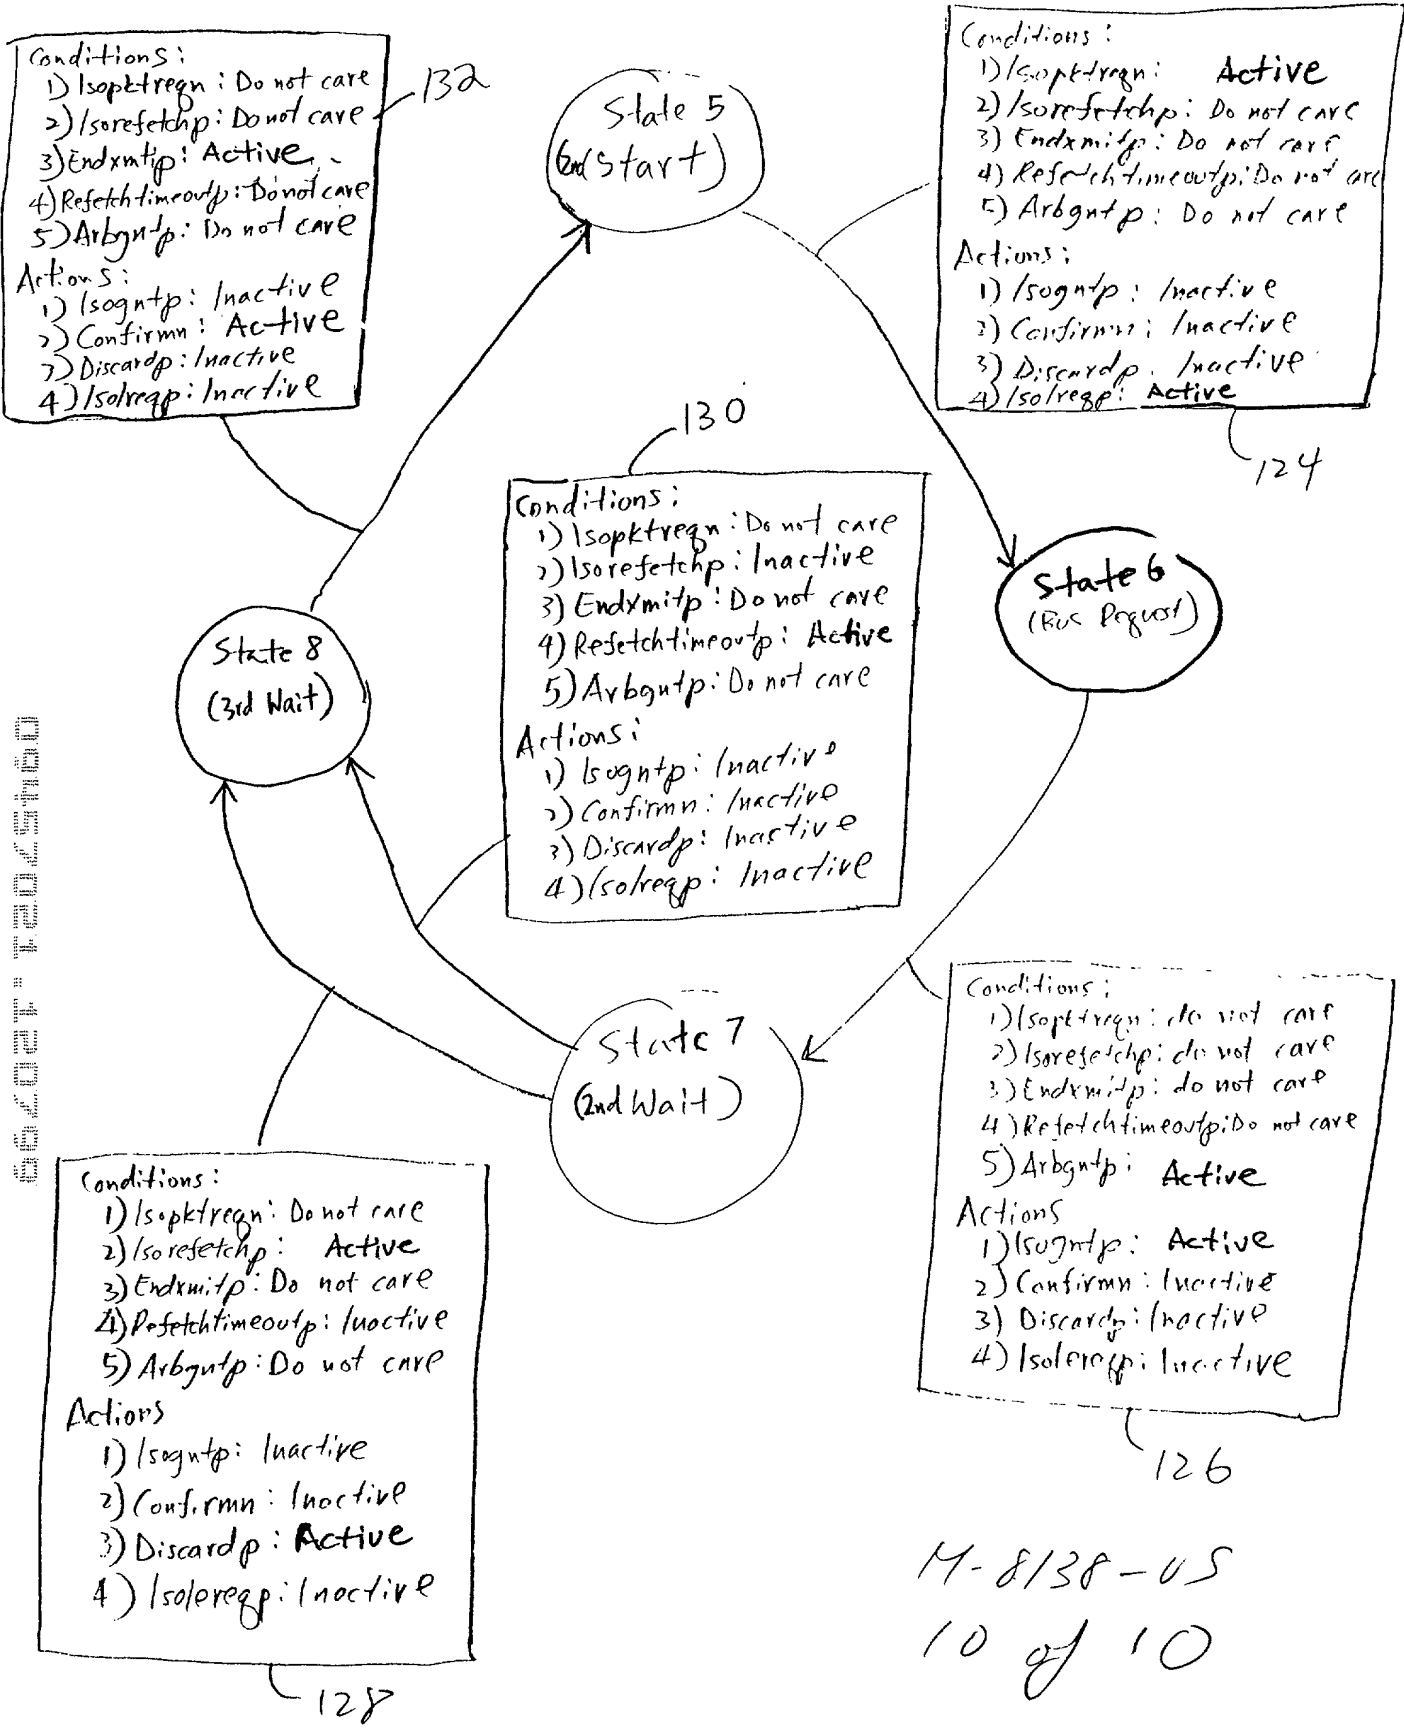 Conditions:
1) Isopktreqn: Do not care
2) Isorefetchp: Do not care
3) Endxmtip: Active
4) Refetchtimeoutp: Do not care
5) Arbgntp: Do not care
Actions:
1) Isogntp: Inactive
2) Confirmn: Active
3) Discardp: Inactive
4) Isolreqp: Inactive
132
State 5
(2nd Start)
Conditions:
1) Isopktreqn: Active
2) Isorefetchp: Do not care
3) Endxmitp: Do not care
4) Refetchtimeoutp: Do not care
5) Arbgntp: Do not care
Actions:
1) Isogntp: Inactive
2) Confirmn: Inactive
3) Discardp. Inactive
4) Isolreqp: Active
124
130
Conditions:
1) Isopktreqn: Do not care
2) Isorefetchp: Inactive
3) Endxmitp: Do not care
4) Refetchtimeoutp: Active
5) Arbgntp: Do not care
Actions:
1) Isogntp: Inactive
2) Confirmn: Inactive
3) Discardp: Inactive
4) Isolreqp: Inactive
State 6
(Bus Request)
State 8
(3rd Wait)
State 7
(2nd Wait)
Conditions:
1) Isopktreqn: do not care
2) Isorefetchp: do not care
3) Endxmitp: do not care
4) Refetchtimeoutp: Do not care
5) Arbgntp: Active
Actions
1) Isogntp: Active
2) Confirmn: Inactive
3) Discardp: Inactive
4) Isolereqp: Inactive
126
Conditions:
1) Isopktreqn: Do not care
2) Isorefetchp: Active
3) Endxmitp: Do not care
4) Refetchtimeoutp: Inactive
5) Arbgntp: Do not care
Actions
1) Isogntp: Inactive
2) Confirmn: Inactive
3) Discardp: Active
4) Isolereqp: Inactive
128
M-8138-US
10 of 10
09457021.120799